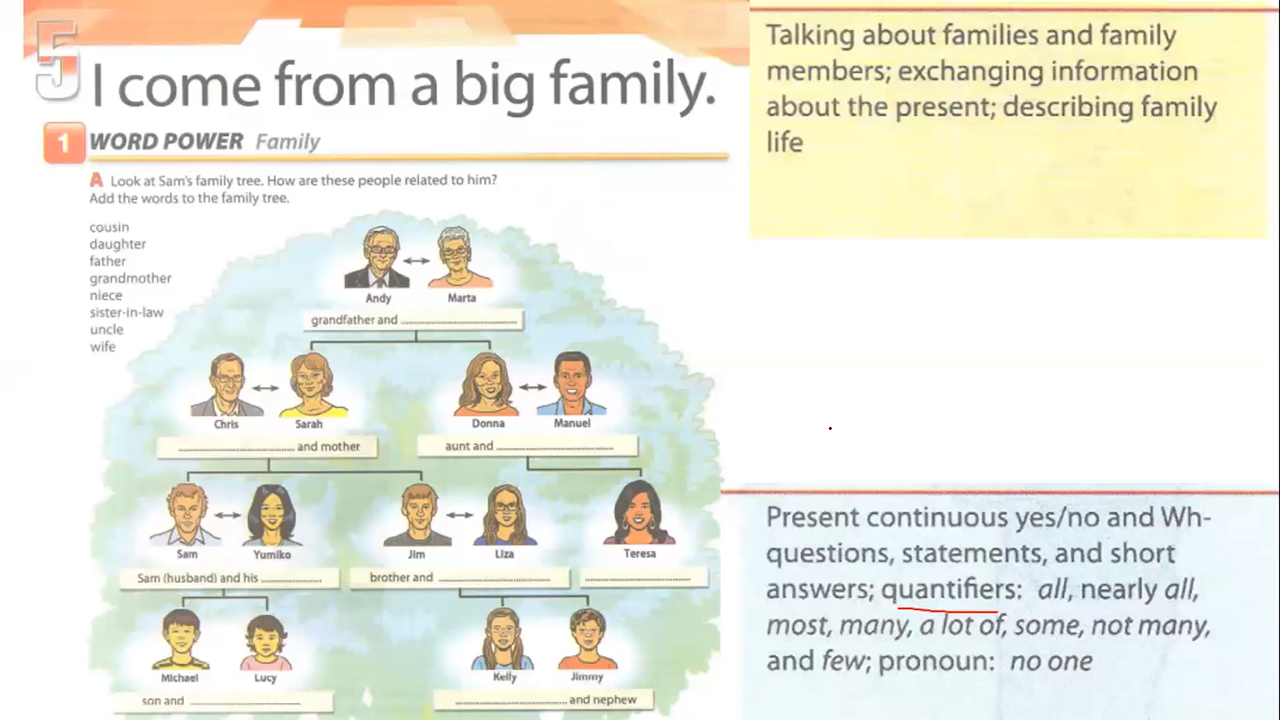 5
I come from a big family.
1 WORD POWER Family
A Look at Sam's family tree. How are these people related to him?
Add the words to the family tree.
cousin
daughter
father
grandmother
niece
sister-in-law
uncle
wife
Andy Marta
grandfather and ..............................
Chris Sarah Donna Manuel
.............................. and mother aunt and ..............................
Sam Yumiko Jim Liza Teresa
Sam (husband) and his ............... brother and .............................. ..............................
Michael Lucy Kelly Jimmy
son and .............................. .............................. and nephew
Talking about families and family
members; exchanging information
about the present; describing family
life
Present continuous yes/no and Wh-
questions, statements, and short
answers; quantifiers: all, nearly all,
most, many, a lot of, some, not many,
and few; pronoun: no one